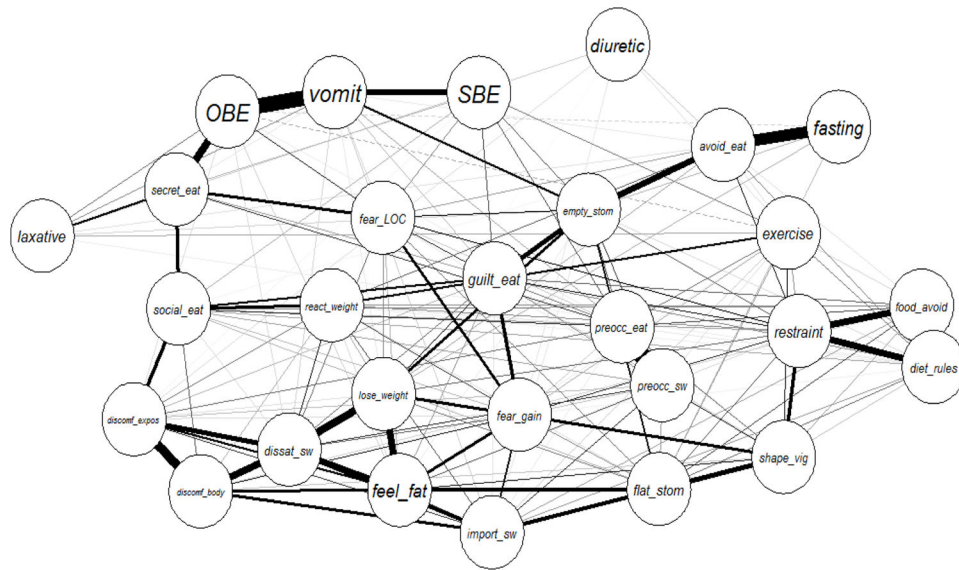 diuretic
vomit
SBE
OBE
fasting
avoid_eat
secret_eat
fear_LOC
empty_stom
laxative
exercise
guilt_eat
social_eat
react_weight
food_avoid
preocc_eat
restraint
diet_rules
preocc_sw
lose_weight
fear_gain
discomf_expos
dissat_sw
shape_vig
discomf_body
feel_fat
flat_stom
import_sw